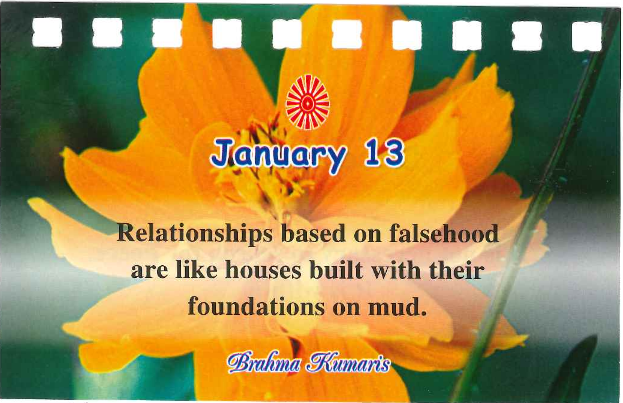 January 13
Relationships based on falsehood
are like houses built with their
foundations on mud.
Brahma Kumaris